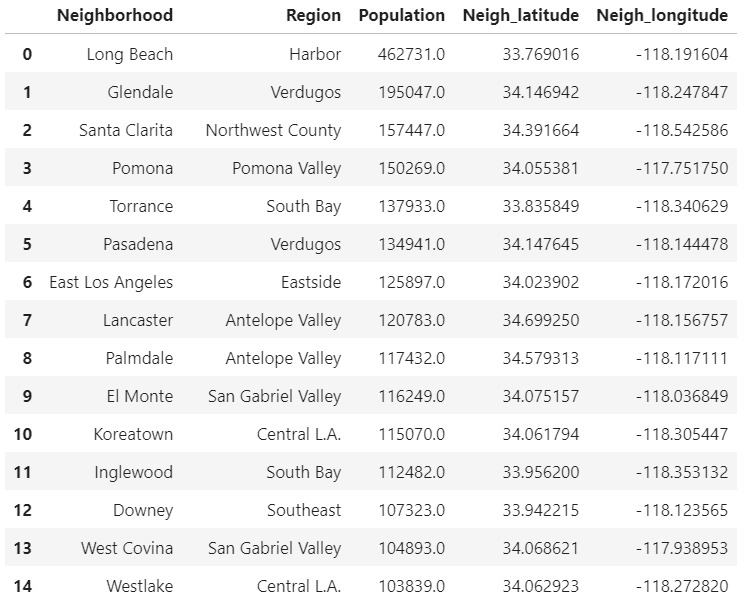 Neighborhood Region Population Neigh_latitude Neigh_longitude
0 Long Beach Harbor 462731.0 33.769016 -118.191604
1 Glendale Verdugos 195047.0 34.146942 -118.247847
2 Santa Clarita Northwest County 157447.0 34.391664 -118.542586
3 Pomona Pomona Valley 150269.0 34.055381 -117.751750
4 Torrance South Bay 137933.0 33.835849 -118.340629
5 Pasadena Verdugos 134941.0 34.147645 -118.144478
6 East Los Angeles Eastside 125897.0 34.023902 -118.172016
7 Lancaster Antelope Valley 120783.0 34.699250 -118.156757
8 Palmdale Antelope Valley 117432.0 34.579313 -118.117111
9 El Monte San Gabriel Valley 116249.0 34.075157 -118.036849
10 Koreatown Central L.A. 115070.0 34.061794 -118.305447
11 Inglewood South Bay 112482.0 33.956200 -118.353132
12 Downey Southeast 107323.0 33.942215 -118.123565
13 West Covina San Gabriel Valley 104893.0 34.068621 -117.938953
14 Westlake Central L.A. 103839.0 34.062923 -118.272820